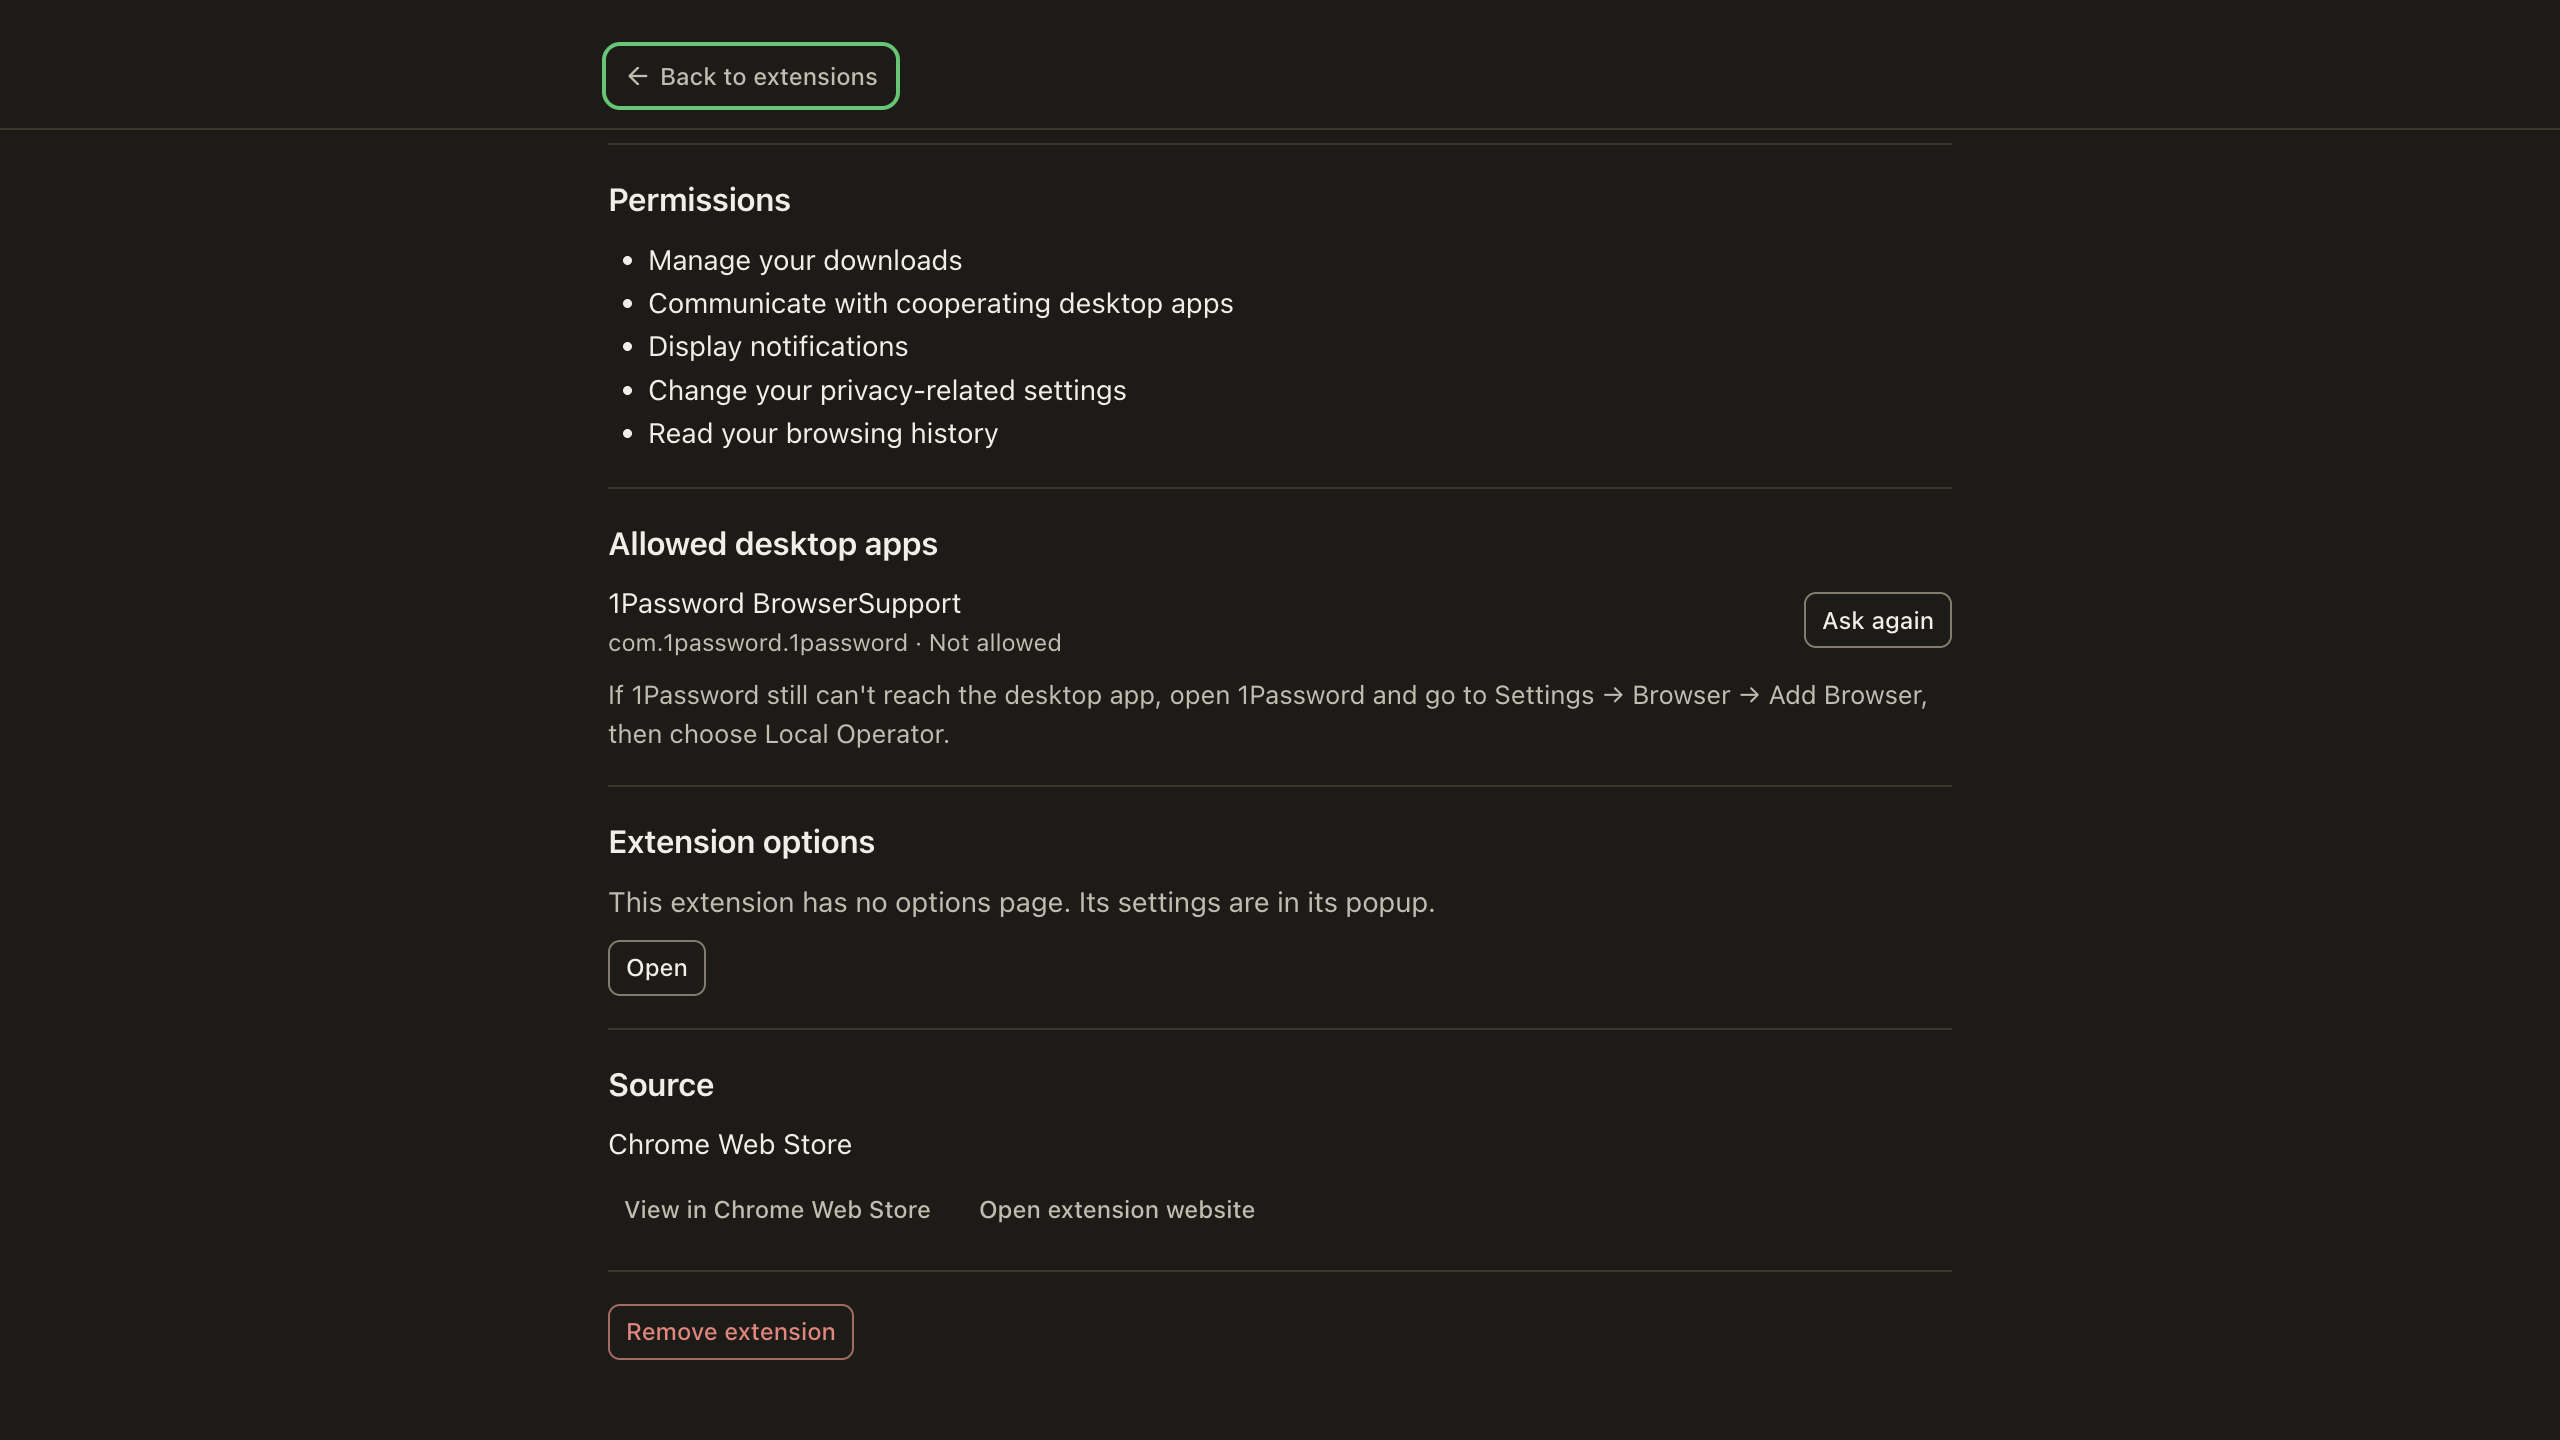 ← Back to extensions
Permissions
• Manage your downloads
• Communicate with cooperating desktop apps
• Display notifications
• Change your privacy-related settings
• Read your browsing history
Allowed desktop apps
1Password BrowserSupport
com.1password.1password · Not allowed
Ask again
If 1Password still can't reach the desktop app, open 1Password and go to Settings → Browser → Add Browser,
then choose Local Operator.
Extension options
This extension has no options page. Its settings are in its popup.
Open
Source
Chrome Web Store
View in Chrome Web Store
Open extension website
Remove extension